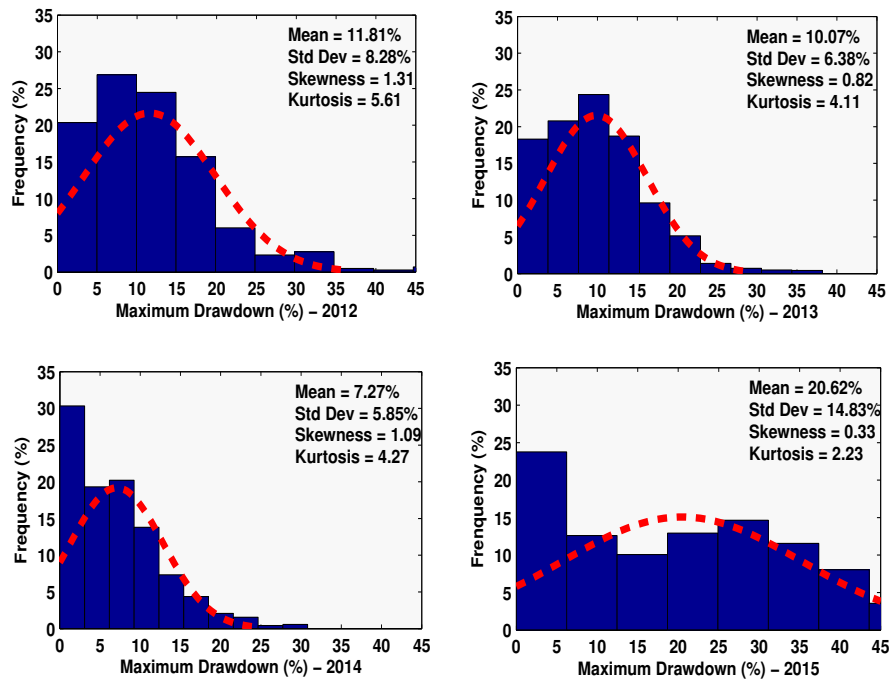 35
30
25
20
15
10
5
0
Frequency (%)
Mean = 11.81%
Std Dev = 8.28%
Skewness = 1.31
Kurtosis = 5.61
0 5 10 15 20 25 30 35 40 45
Maximum Drawdown (%) – 2012
35
30
25
20
15
10
5
0
Frequency (%)
Mean = 10.07%
Std Dev = 6.38%
Skewness = 0.82
Kurtosis = 4.11
0 5 10 15 20 25 30 35 40 45
Maximum Drawdown (%) – 2013
35
30
25
20
15
10
5
0
Frequency (%)
Mean = 7.27%
Std Dev = 5.85%
Skewness = 1.09
Kurtosis = 4.27
0 5 10 15 20 25 30 35 40 45
Maximum Drawdown (%) – 2014
35
30
25
20
15
10
5
0
Frenquency (%)
Mean = 20.62%
Std Dev = 14.83%
Skewness = 0.33
Kurtosis = 2.23
0 5 10 15 20 25 30 35 40 45
Maximum Drawdown (%) – 2015